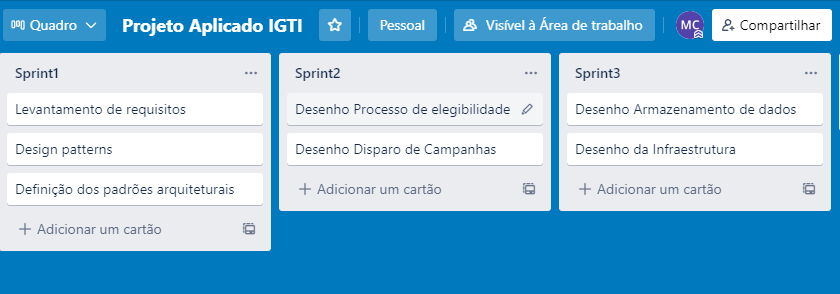 Quadro
Projeto Aplicado IGTI
Pessoal
Visível à Área de trabalho
MC
Compartilhar
Sprint1
Levantamento de requisitos
Design patterns
Definição dos padrões arquiteturais
Adicionar um cartão
Sprint2
Desenho Processo de elegibilidade
Desenho Disparo de Campanhas
Adicionar um cartão
Sprint3
Desenho Armazenamento de dados
Desenho da Infraestrutura
Adicionar um cartão